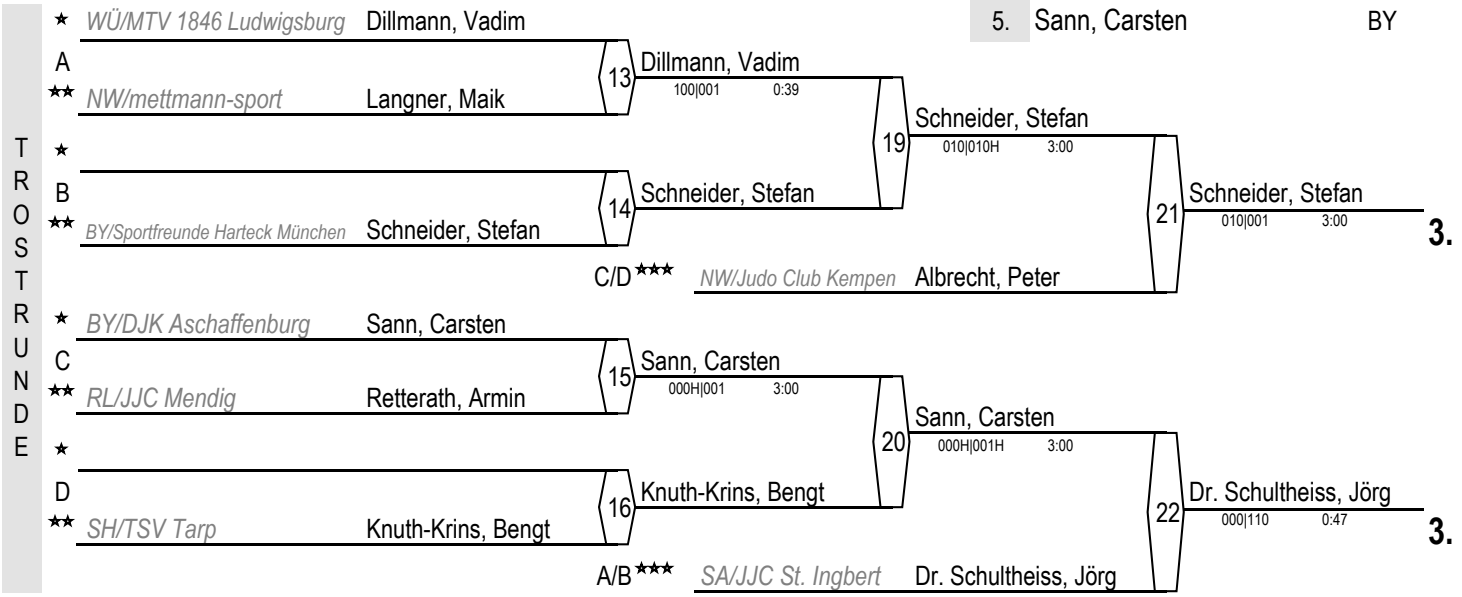 TROSTRUNDE
WÜ/MTV 1846 Ludwigsburg Dillmann, Vadim
5. Sann, Carsten BY
A
13 Dillmann, Vadim
100|001 0:39
NW/mettmann-sport Langner, Maik
19 Schneider, Stefan
010|010H 3:00
B
14 Schneider, Stefan
BY/Sportfreunde Harteck München Schneider, Stefan
21 Schneider, Stefan
010|001 3:00
3.
C/D NW/Judo Club Kempen Albrecht, Peter
BY/DJK Aschaffenburg Sann, Carsten
C
15 Sann, Carsten
000H|001 3:00
RL/JJC Mendig Retterath, Armin
20 Sann, Carsten
000H|001H 3:00
D
16 Knuth-Krins, Bengt
SH/TSV Tarp Knuth-Krins, Bengt
22 Dr. Schultheiss, Jörg
000|110 0:47
3.
A/B SA/JJC St. Ingbert Dr. Schultheiss, Jörg